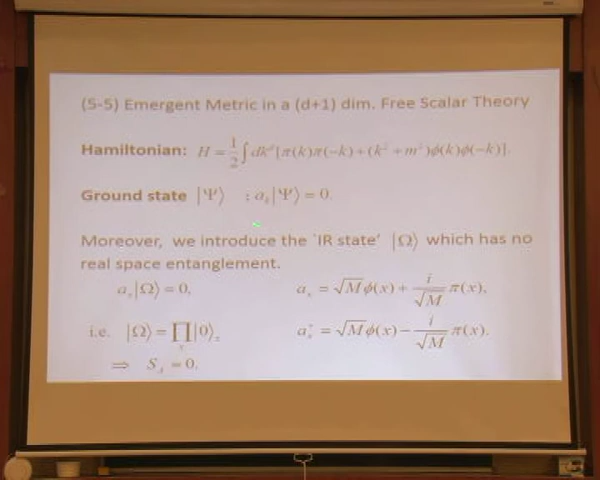 (5-5) Emergent Metric in a (d+1) dim. Free Scalar Theory
Hamiltonian: H = 1/2 ∫ dk^d [π(k)π(−k) + (k² + m²)φ(k)φ(−k)].
Ground state |Ψ⟩ : a_k|Ψ⟩ = 0.
Moreover, we introduce the `IR state' |Ω⟩ which has no
real space entanglement.
a_x|Ω⟩ = 0, a_x = √M φ(x) + i/√M π(x),
i.e. |Ω⟩ = ∏_x |0⟩_x a_x^† = √M φ(x) − i/√M π(x).
⟹ S_A = 0.